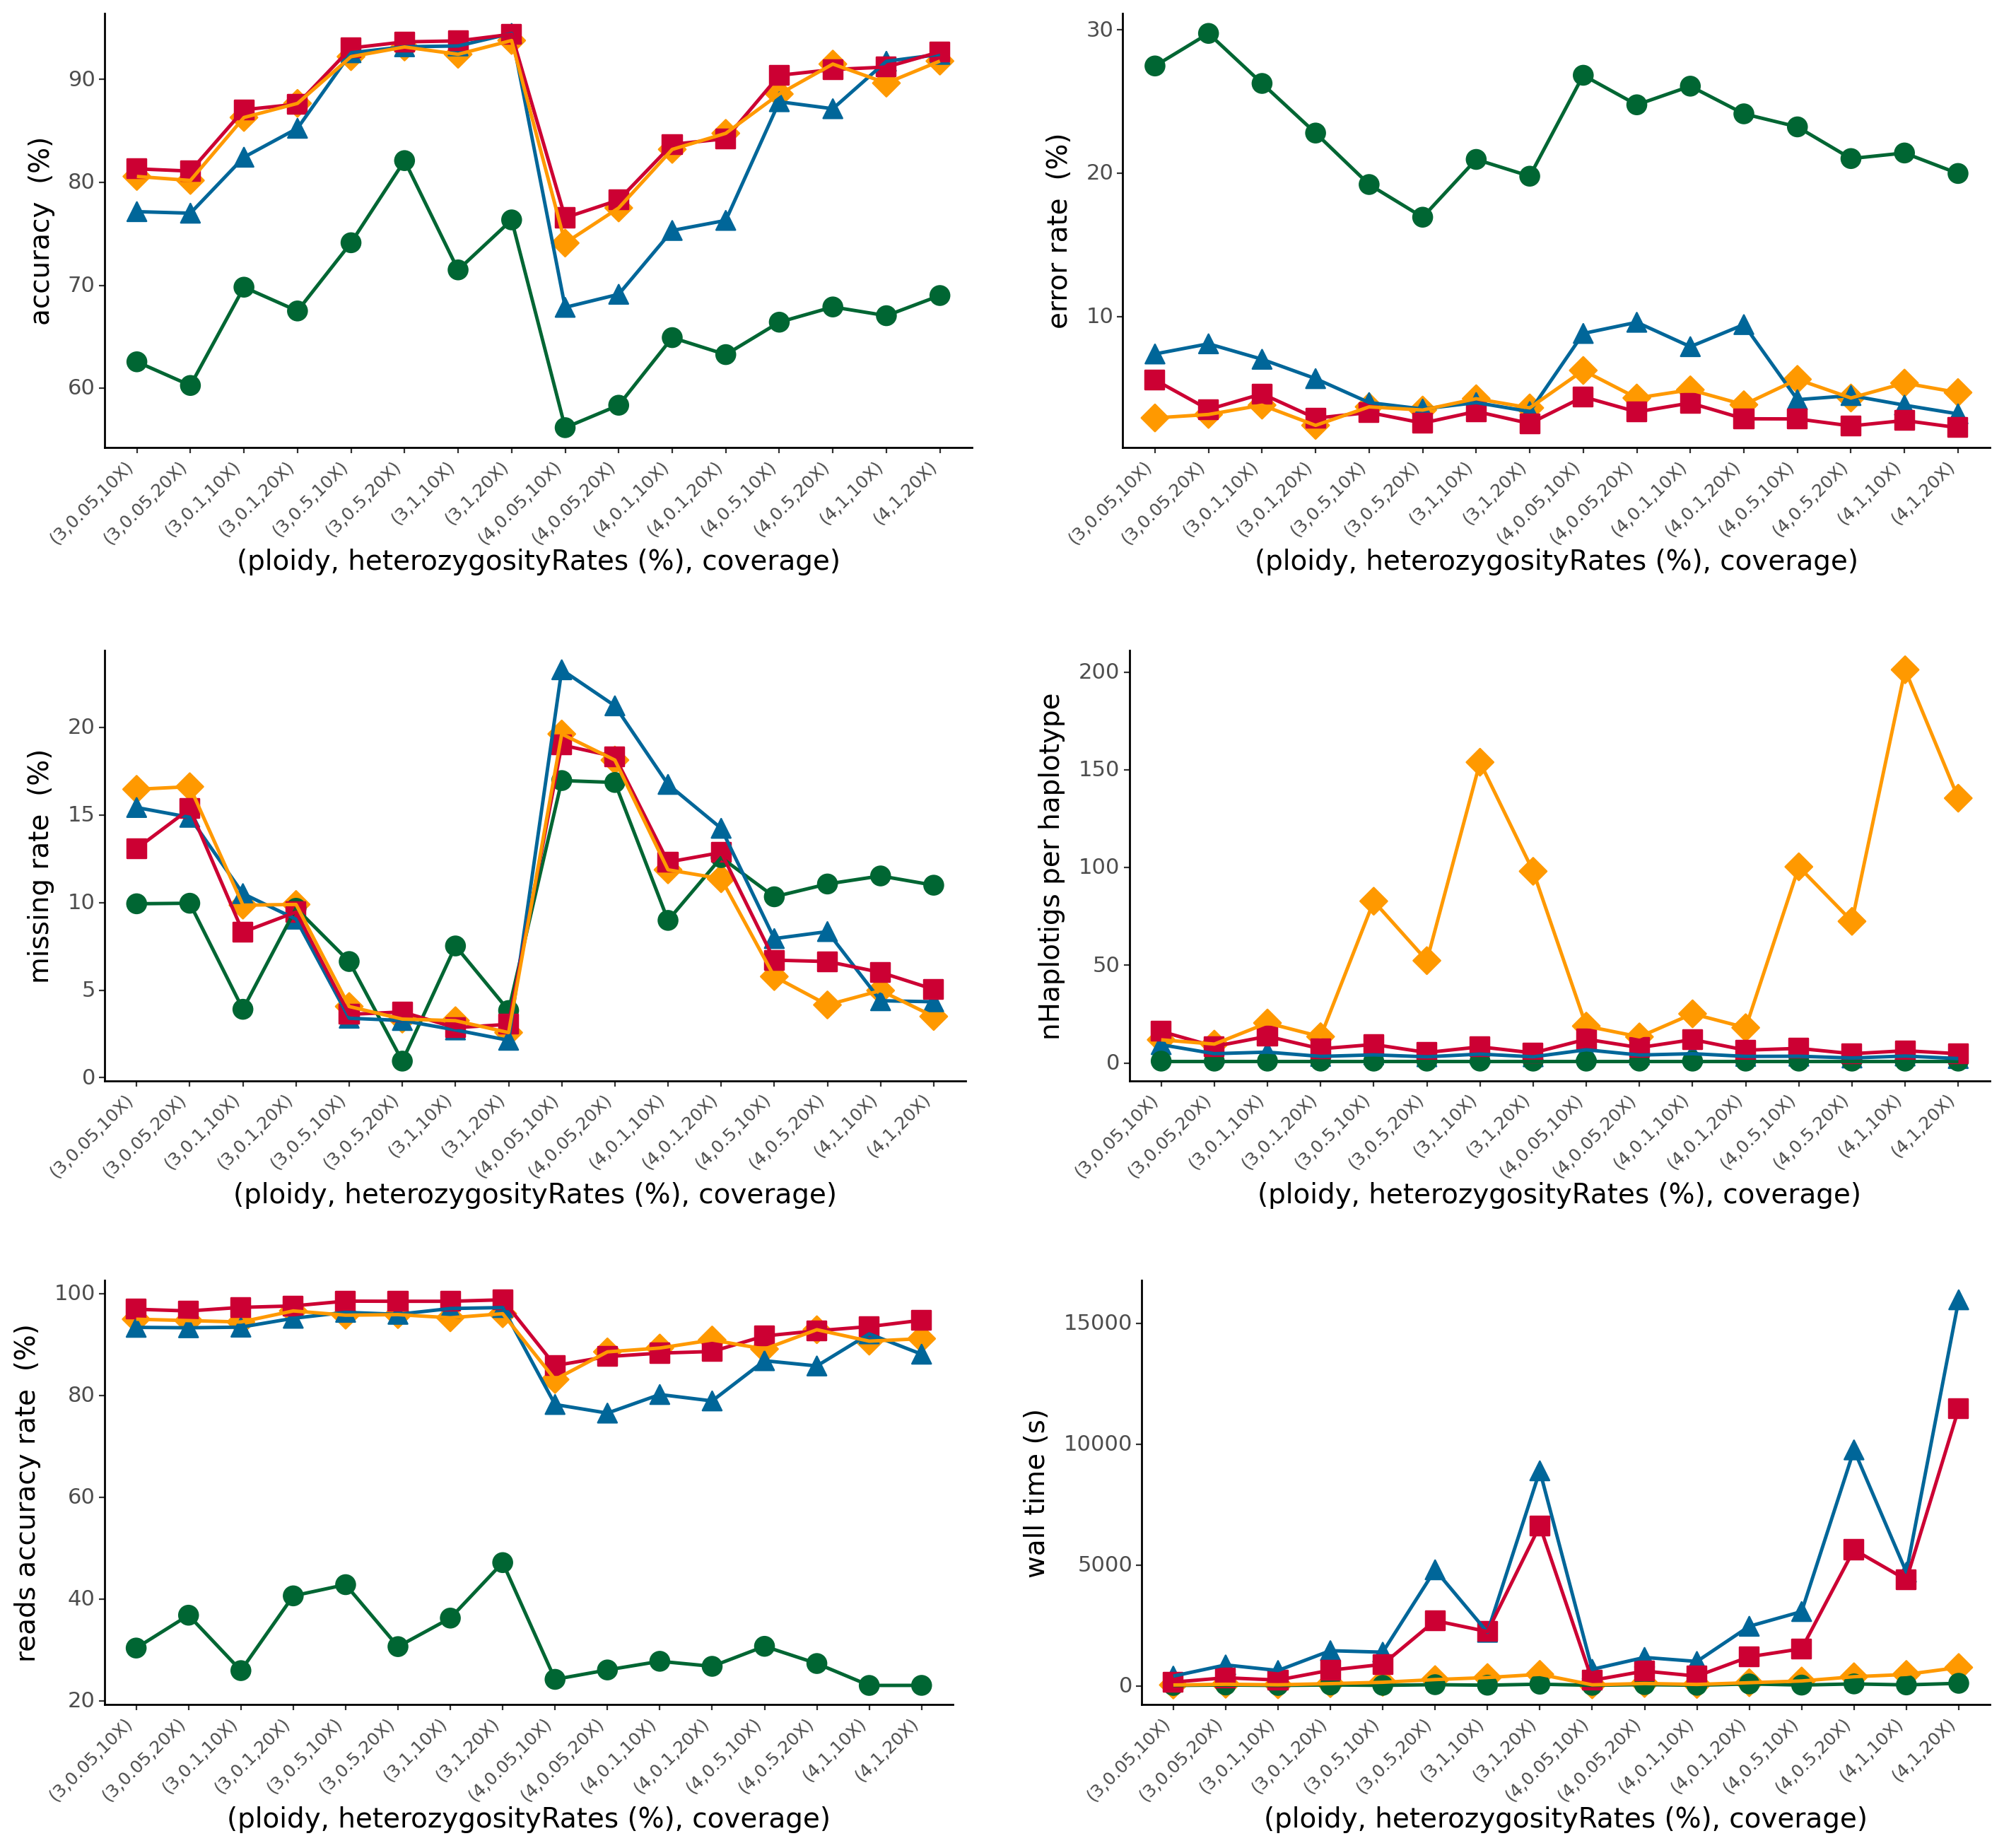 accuracy (%)
90
80
70
60
(3,0.05,10X)
(3,0.05,20X)
(3,0.1,10X)
(3,0.1,20X)
(3,0.5,10X)
(3,0.5,20X)
(3,1,10X)
(3,1,20X)
(4,0.05,10X)
(4,0.05,20X)
(4,0.1,10X)
(4,0.1,20X)
(4,0.5,10X)
(4,0.5,20X)
(4,1,10X)
(4,1,20X)
(ploidy, heterozygosityRates (%), coverage)
error rate (%)
30
20
10
(3,0.05,10X)
(3,0.05,20X)
(3,0.1,10X)
(3,0.1,20X)
(3,0.5,10X)
(3,0.5,20X)
(3,1,10X)
(3,1,20X)
(4,0.05,10X)
(4,0.05,20X)
(4,0.1,10X)
(4,0.1,20X)
(4,0.5,10X)
(4,0.5,20X)
(4,1,10X)
(4,1,20X)
(ploidy, heterozygosityRates (%), coverage)
missing rate (%)
20
15
10
5
0
(3,0.05,10X)
(3,0.05,20X)
(3,0.1,10X)
(3,0.1,20X)
(3,0.5,10X)
(3,0.5,20X)
(3,1,10X)
(3,1,20X)
(4,0.05,10X)
(4,0.05,20X)
(4,0.1,10X)
(4,0.1,20X)
(4,0.5,10X)
(4,0.5,20X)
(4,1,10X)
(4,1,20X)
(ploidy, heterozygosityRates (%), coverage)
nHaplotigs per haplotype
200
150
100
50
0
(3,0.05,10X)
(3,0.05,20X)
(3,0.1,10X)
(3,0.1,20X)
(3,0.5,10X)
(3,0.5,20X)
(3,1,10X)
(3,1,20X)
(4,0.05,10X)
(4,0.05,20X)
(4,0.1,10X)
(4,0.1,20X)
(4,0.5,10X)
(4,0.5,20X)
(4,1,10X)
(4,1,20X)
(ploidy, heterozygosityRates (%), coverage)
reads accuracy rate (%)
100
80
60
40
20
(3,0.05,10X)
(3,0.05,20X)
(3,0.1,10X)
(3,0.1,20X)
(3,0.5,10X)
(3,0.5,20X)
(3,1,10X)
(3,1,20X)
(4,0.05,10X)
(4,0.05,20X)
(4,0.1,10X)
(4,0.1,20X)
(4,0.5,10X)
(4,0.5,20X)
(4,1,10X)
(4,1,20X)
(ploidy, heterozygosityRates (%), coverage)
wall time (s)
15000
10000
5000
0
(3,0.05,10X)
(3,0.05,20X)
(3,0.1,10X)
(3,0.1,20X)
(3,0.5,10X)
(3,0.5,20X)
(3,1,10X)
(3,1,20X)
(4,0.05,10X)
(4,0.05,20X)
(4,0.1,10X)
(4,0.1,20X)
(4,0.5,10X)
(4,0.5,20X)
(4,1,10X)
(4,1,20X)
(ploidy, heterozygosityRates (%), coverage)